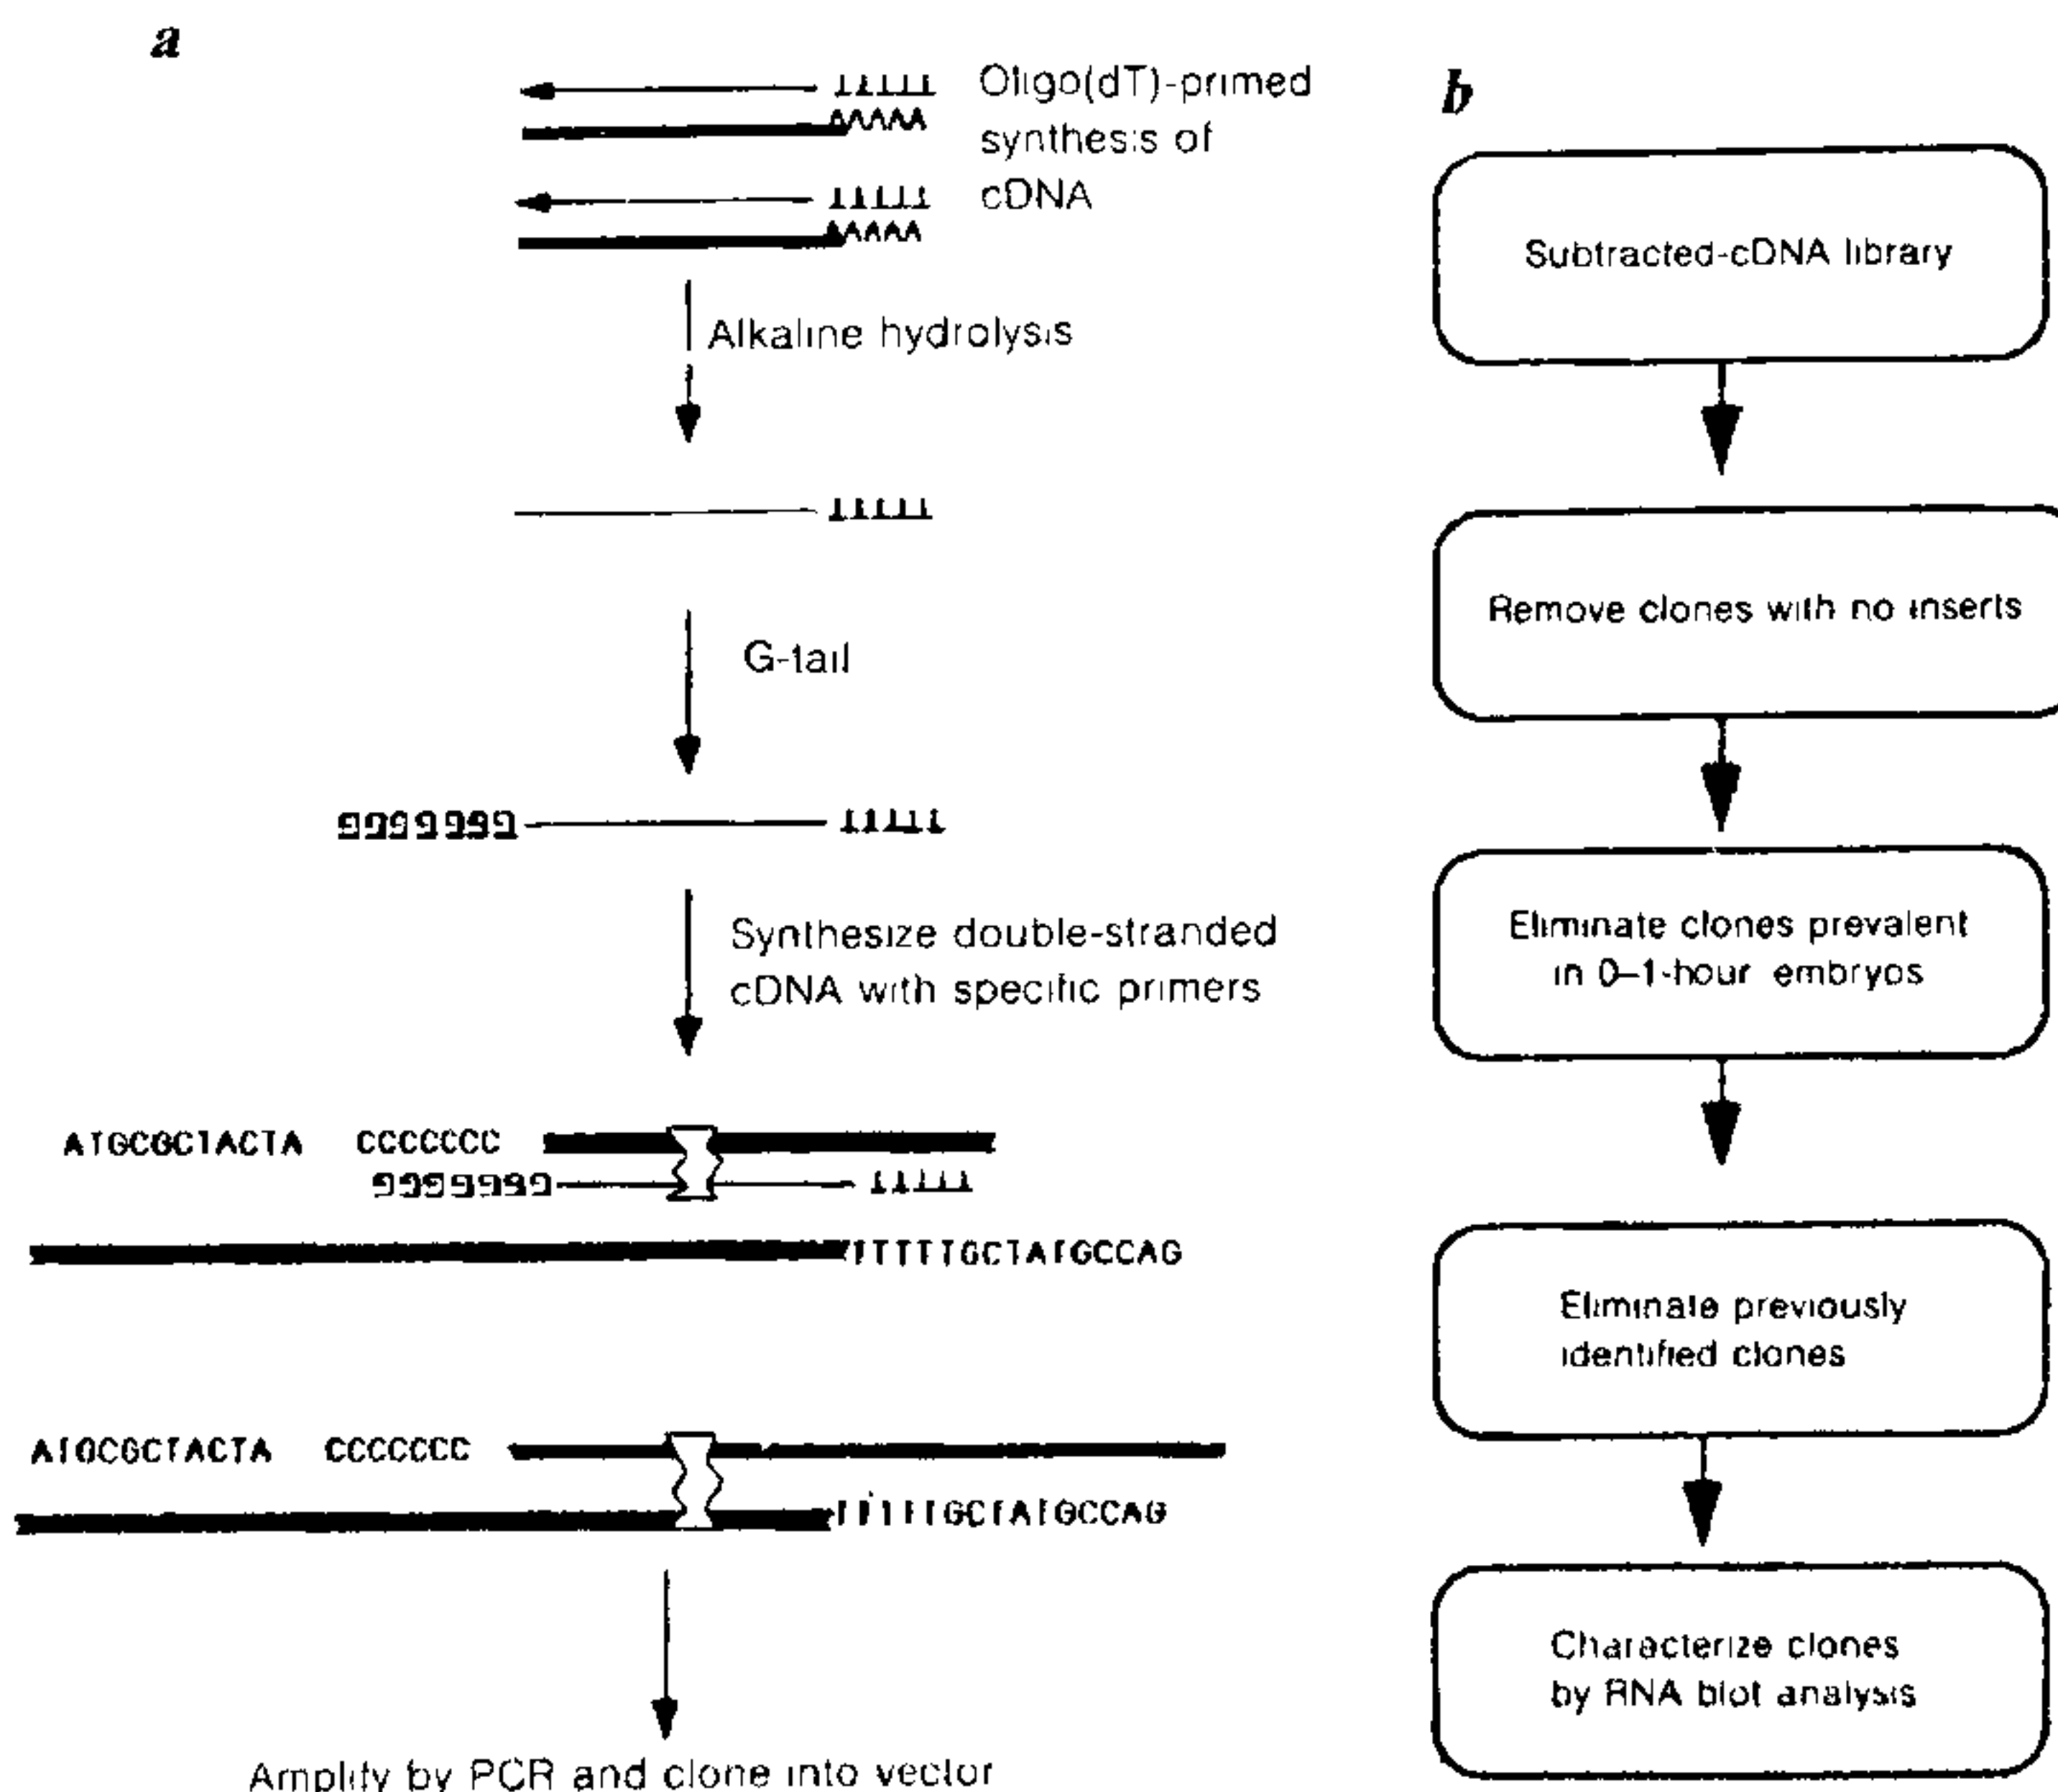 a
TTTTT Oligo(dT)-primed
AAAAA synthesis of
TTTTT cDNA
AAAAA
Alkaline hydrolysis
TTTTT
G-tail
ggggggg TTTTT
Synthesize double-stranded
cDNA with specific primers
ATGCGCTACTA CCCCCCC
ggggggg TTTTT
TTTTTGCTATGCCAG
ATGCGCTACTA CCCCCCC
TTTTTGCTATGCCAG
Amplify by PCR and clone into vector
b
Subtracted-cDNA library
Remove clones with no inserts
Eliminate clones prevalent
in 0–1-hour embryos
Eliminate previously
identified clones
Characterize clones
by RNA blot analysis